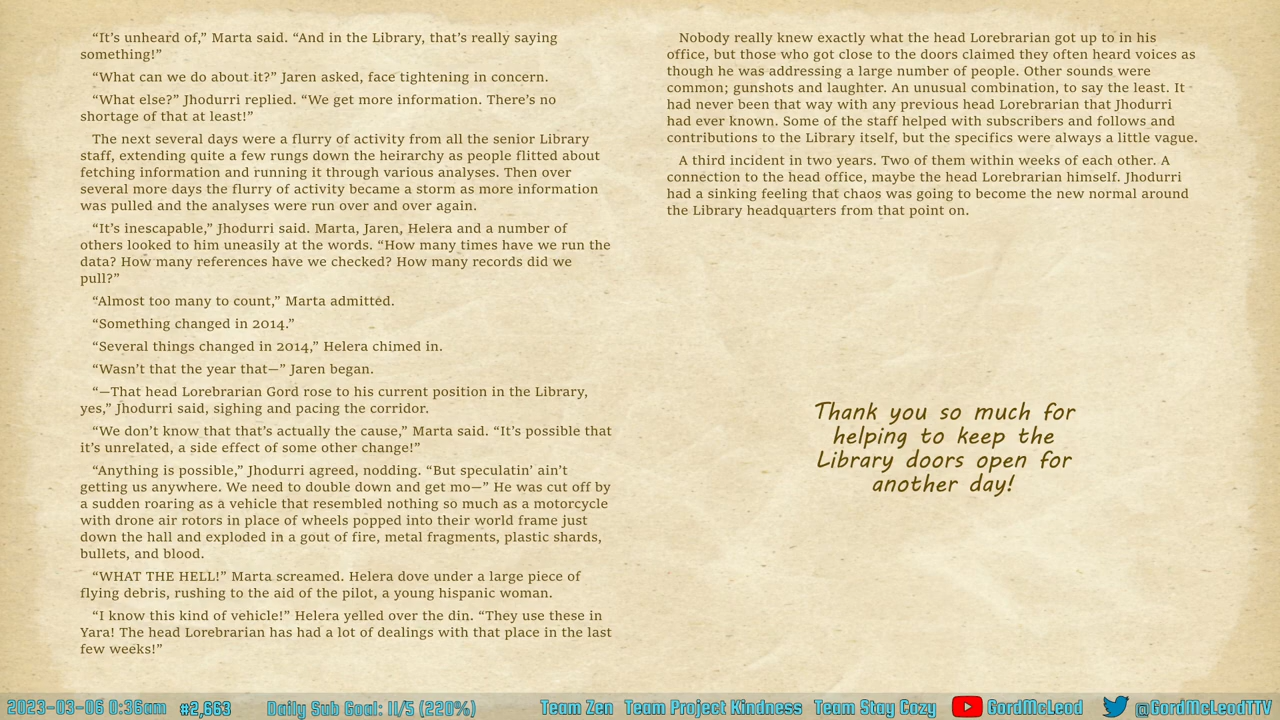 “It’s unheard of,” Marta said. “And in the Library, that’s really saying
something!”
“What can we do about it?” Jaren asked, face tightening in concern.
“What else?” Jhodurri replied. “We get more information. There’s no
shortage of that at least!”
The next several days were a flurry of activity from all the senior Library
staff, extending quite a few rungs down the heirarchy as people flitted about
fetching information and running it through various analyses. Then over
several more days the flurry of activity became a storm as more information
was pulled and the analyses were run over and over again.
“It’s inescapable,” Jhodurri said. Marta, Jaren, Helera and a number of
others looked to him uneasily at the words. “How many times have we run the
data? How many references have we checked? How many records did we
pull?”
“Almost too many to count,” Marta admitted.
“Something changed in 2014.”
“Several things changed in 2014,” Helera chimed in.
“Wasn’t that the year that—” Jaren began.
“—That head Lorebrarian Gord rose to his current position in the Library,
yes,” Jhodurri said, sighing and pacing the corridor.
“We don’t know that that’s actually the cause,” Marta said. “It’s possible that
it’s unrelated, a side effect of some other change!”
“Anything is possible,” Jhodurri agreed, nodding. “But speculatin’ ain’t
getting us anywhere. We need to double down and get mo—” He was cut off by
a sudden roaring as a vehicle that resembled nothing so much as a motorcycle
with drone air rotors in place of wheels popped into their world frame just
down the hall and exploded in a gout of fire, metal fragments, plastic shards,
bullets, and blood.
“WHAT THE HELL!” Marta screamed. Helera dove under a large piece of
flying debris, rushing to the aid of the pilot, a young hispanic woman.
“I know this kind of vehicle!” Helera yelled over the din. “They use these in
Yara! The head Lorebrarian has had a lot of dealings with that place in the last
few weeks!”
Nobody really knew exactly what the head Lorebrarian got up to in his
office, but those who got close to the doors claimed they often heard voices as
though he was addressing a large number of people. Other sounds were
common; gunshots and laughter. An unusual combination, to say the least. It
had never been that way with any previous head Lorebrarian that Jhodurri
had ever known. Some of the staff helped with subscribers and follows and
contributions to the Library itself, but the specifics were always a little vague.
A third incident in two years. Two of them within weeks of each other. A
connection to the head office, maybe the head Lorebrarian himself. Jhodurri
had a sinking feeling that chaos was going to become the new normal around
the Library headquarters from that point on.
Thank you so much for
helping to keep the
Library doors open for
another day!
2023-03-06 0:36am #2,663 Daily Sub Goal: 11/5 (220%) Team Zen Team Project Kindness Team Stay Cozy GordMcLeod @GordMcLeodTTV